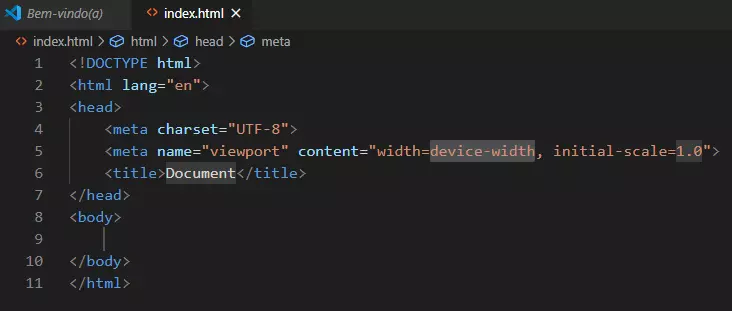 Bem-vindo(a) <> index.html ×
<> index.html > html > head > meta
1 <!DOCTYPE html>
2 <html lang="en">
3 <head>
4 <meta charset="UTF-8">
5 <meta name="viewport" content="width=device-width, initial-scale=1.0">
6 <title>Document</title>
7 </head>
8 <body>
9
10 </body>
11 </html>